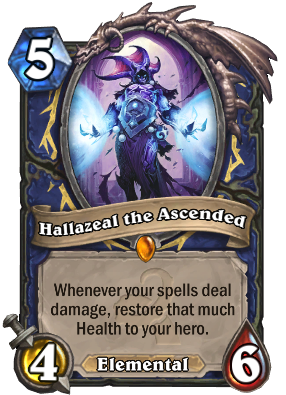 5
Hallazeal the Ascended
Whenever your spells deal
damage, restore that much
Health to your hero.
4
Elemental
6